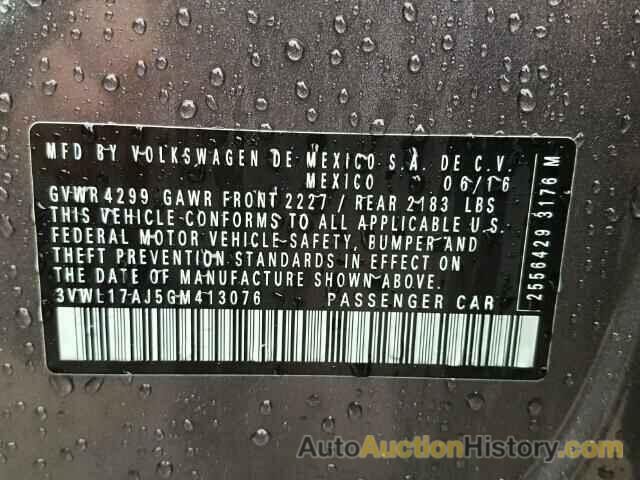 MFD BY VOLKSWAGEN DE MEXICO S.A. DE C.V.
MEXICO 06/16
GVWR 4299 GAWR FRONT 2227 / REAR 2183 LBS
THIS VEHICLE-CONFORMS TO ALL APPLICABLE U.S.
FEDERAL MOTOR VEHICLE-SAFETY, BUMPER AND
THEFT PREVENTION STANDARDS IN EFFECT ON
THE DATE OF MANUFACTURE SHOWN ABOVE.
3VWL17AJ5GM413076 PASSENGER CAR
2556429 3176 M
AutoAuctionHistory.com